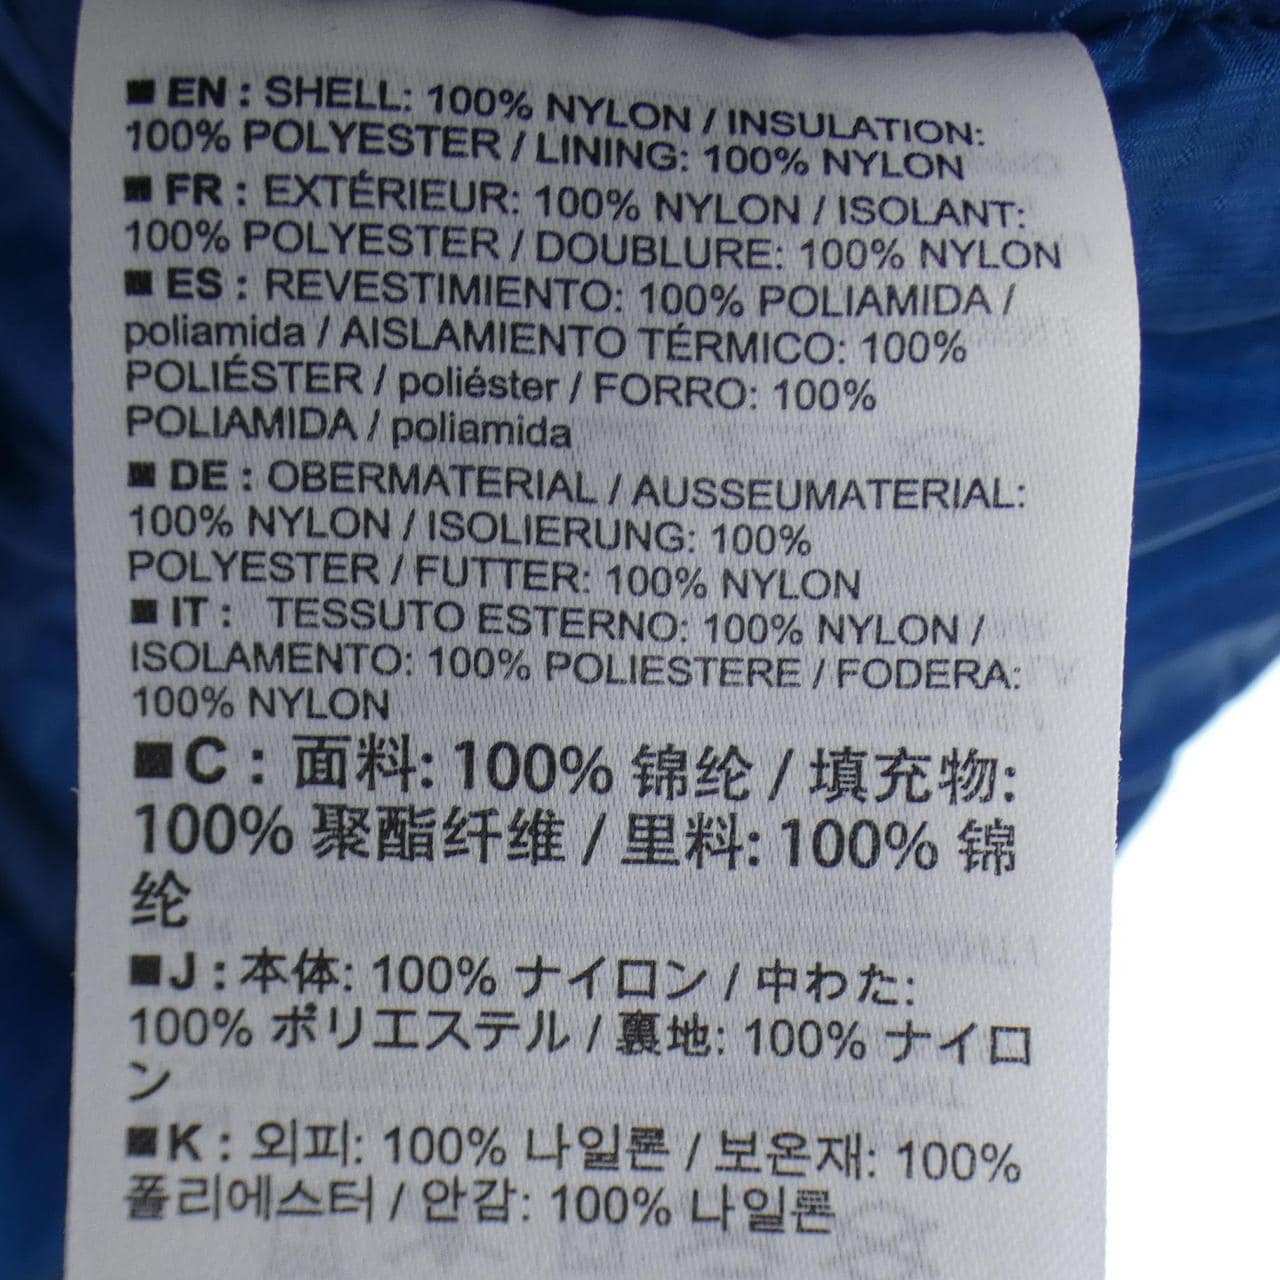 ■ EN : SHELL: 100% NYLON / INSULATION:
100% POLYESTER / LINING: 100% NYLON
■ FR : EXTÉRIEUR: 100% NYLON / ISOLANT:
100% POLYESTER / DOUBLURE: 100% NYLON
■ ES : REVESTIMIENTO: 100% POLIAMIDA /
poliamida / AISLAMIENTO TÉRMICO: 100%
POLIÉSTER / poliéster / FORRO: 100%
POLIAMIDA / poliamida
■ DE : OBERMATERIAL / AUSSEUMATERIAL:
100% NYLON / ISOLIERUNG: 100%
POLYESTER / FUTTER: 100% NYLON
■ IT : TESSUTO ESTERNO: 100% NYLON /
ISOLAMENTO: 100% POLIESTERE / FODERA:
100% NYLON
■ C : 面料: 100% 锦纶 / 填充物:
100% 聚酯纤维 / 里料: 100% 锦
纶
■ J : 本体: 100% ナイロン / 中わた:
100% ポリエステル / 裏地: 100% ナイロ
ン
■ K : 외피: 100% 나일론 / 보온재: 100%
폴리에스터 / 안감: 100% 나일론